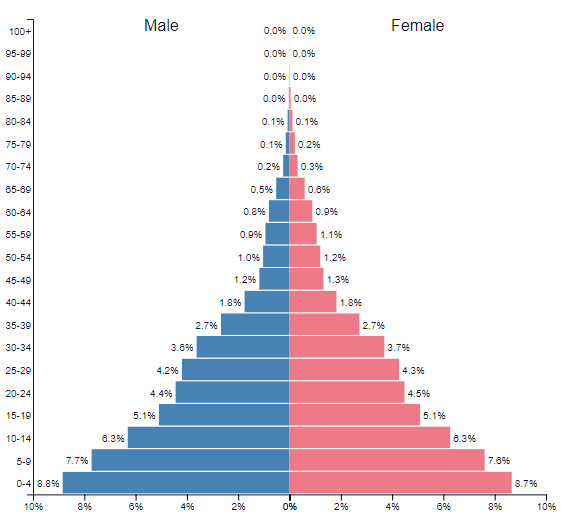 Male Female
100+ 0.0% 0.0%
95-99 0.0% 0.0%
90-94 0.0% 0.0%
85-89 0.0% 0.0%
80-84 0.1% 0.1%
75-79 0.1% 0.2%
70-74 0.2% 0.3%
65-69 0.5% 0.6%
60-64 0.8% 0.9%
55-59 0.9% 1.1%
50-54 1.0% 1.2%
45-49 1.2% 1.3%
40-44 1.8% 1.8%
35-39 2.7% 2.7%
30-34 3.6% 3.7%
25-29 4.2% 4.3%
20-24 4.4% 4.5%
15-19 5.1% 5.1%
10-14 6.3% 6.3%
5-9 7.7% 7.6%
0-4 8.8% 8.7%
10% 8% 6% 4% 2% 0% 2% 4% 6% 8% 10%